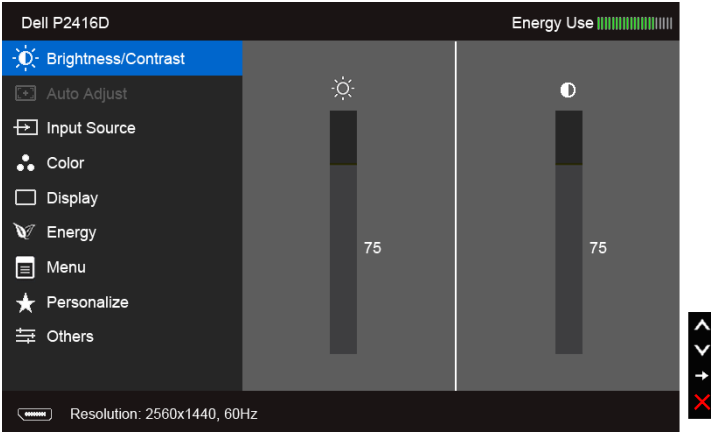 Dell P2416D
Energy Use
Brightness/Contrast
Auto Adjust
Input Source
Color
Display
Energy
Menu
Personalize
Others
75
75
Resolution: 2560x1440, 60Hz